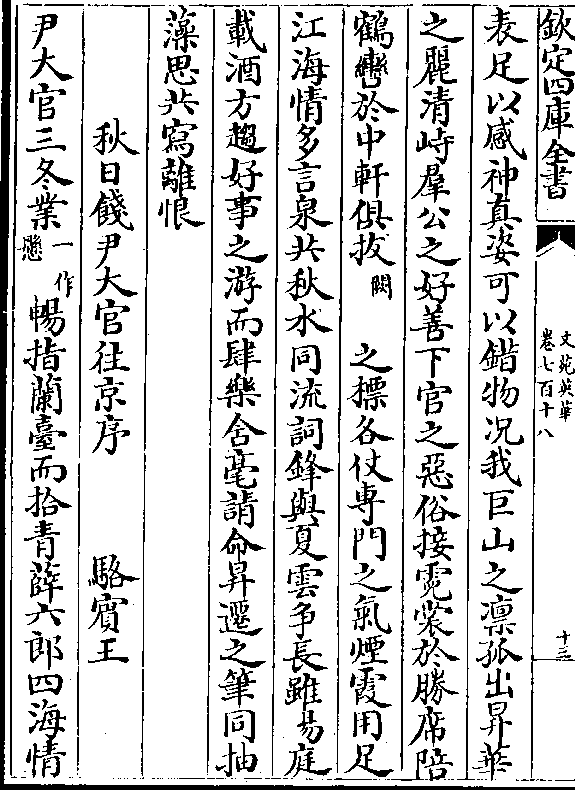 欽定四庫全書
文苑英華
卷七百十八
十三
表足以感神真姿可以錯物况我巨山之凛孤出昇華
之麗清峙羣公之好善下官之惡俗接霓裳於勝席陪
鶴轡於中軒俱拔闕之標各仗專門之氣煙霞用足
江海情多言泉共秋水同流詞鋒與夏雲争長雖易庭
載酒方趨好事之游而肆樂含毫請命昇遷之筆同抽
藻思共寫離恨
秋日餞尹大官往京序 駱賓王
尹大官三冬業一作懋暢指蘭臺而拾青薛六郎四海情